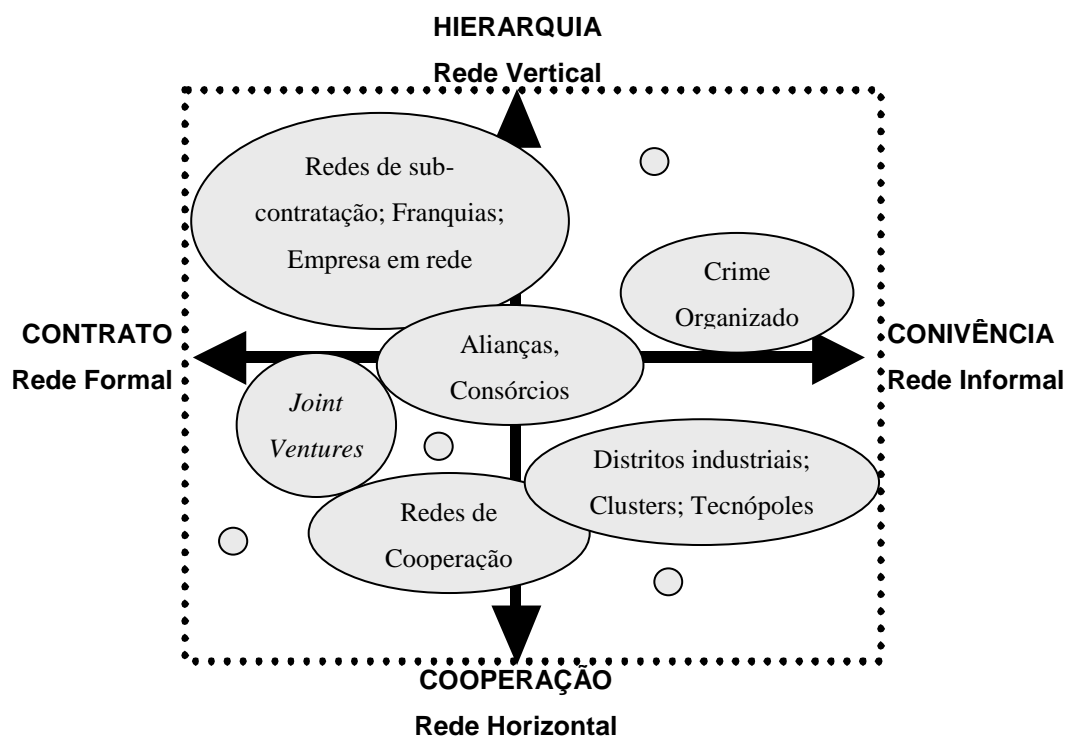 HIERARQUIA
Rede Vertical
Redes de sub-
contratação; Franquias;
Empresa em rede
Crime
Organizado
CONTRATO
Rede Formal
Alianças,
Consórcios
CONIVÊNCIA
Rede Informal
Joint
Ventures
Distritos industriais;
Clusters; Tecnópoles
Redes de
Cooperação
COOPERAÇÃO
Rede Horizontal